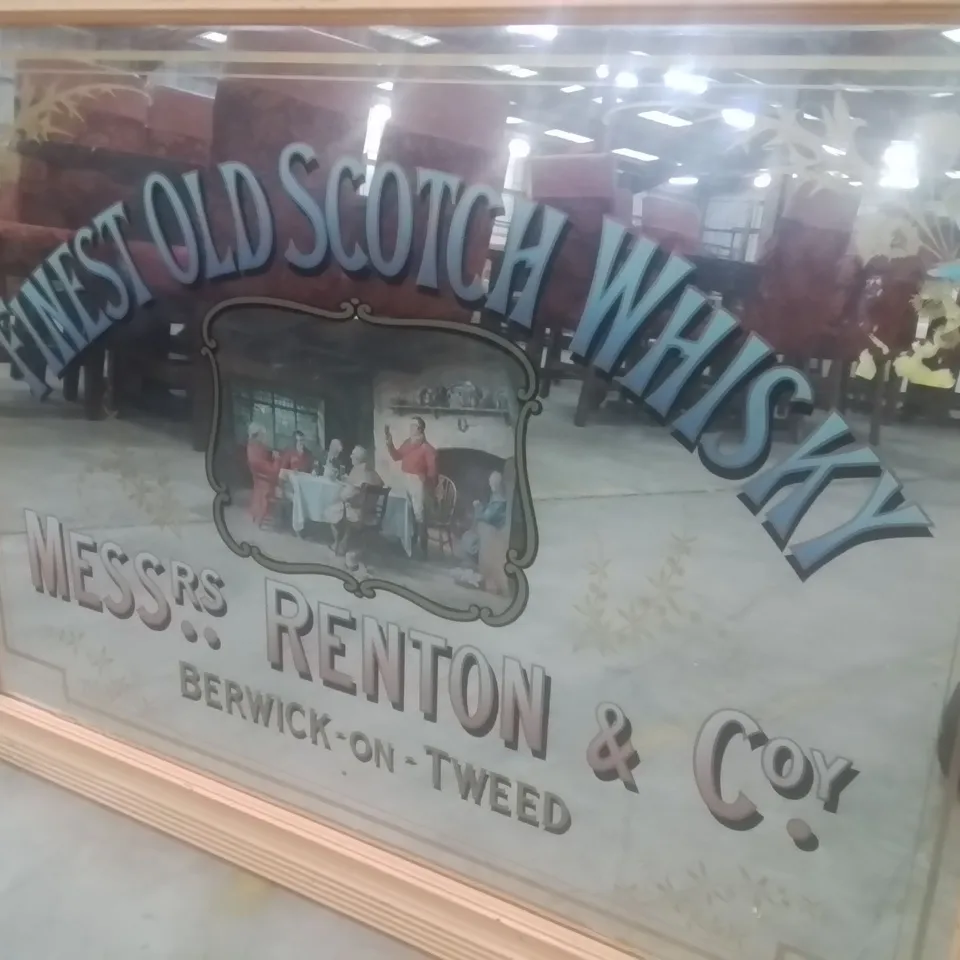 FINEST OLD SCOTCH WHISKY
MESSRS. RENTON & COY.
BERWICK-ON-TWEED